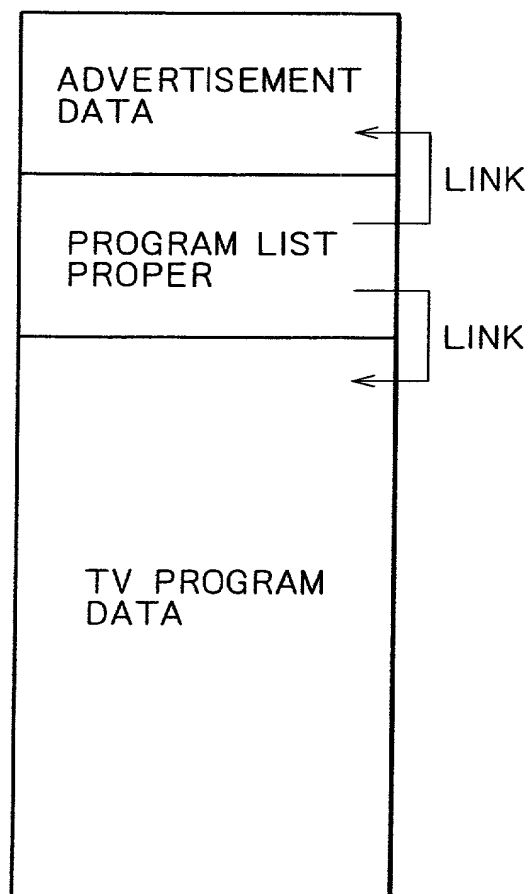 ADVERTISEMENT
DATA
LINK
PROGRAM LIST
PROPER
LINK
TV PROGRAM
DATA